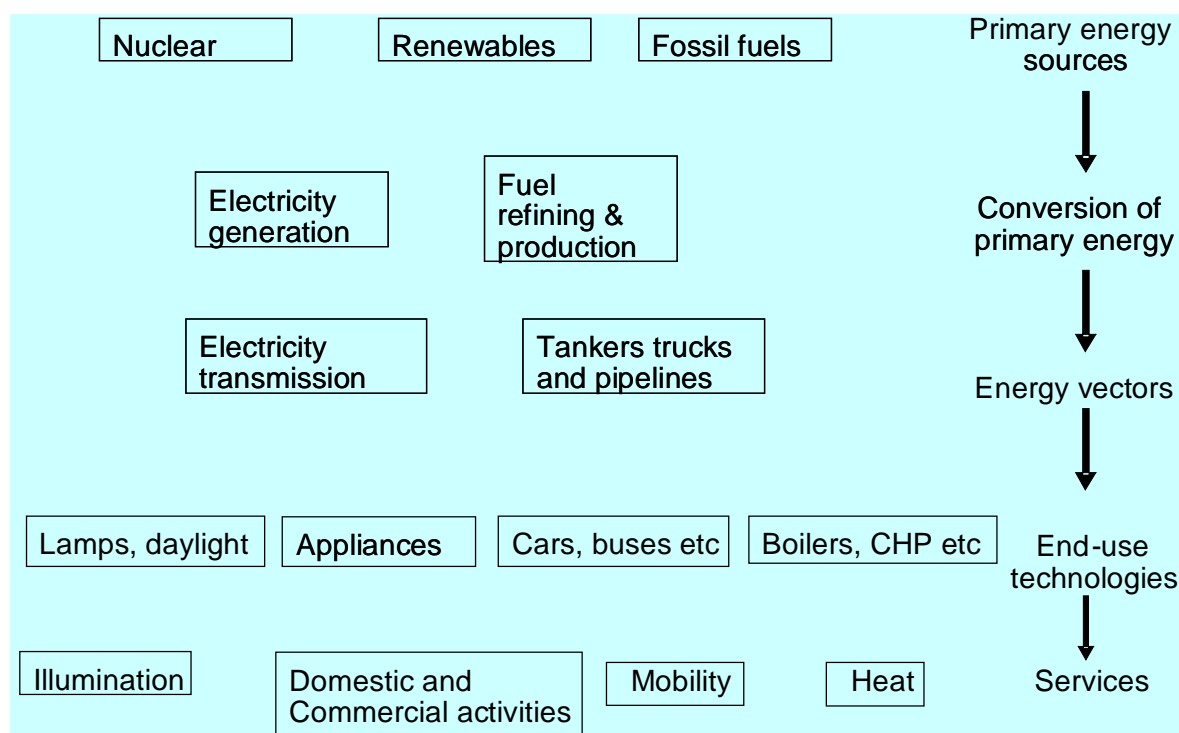 Nuclear
Renewables
Fossil fuels
Primary energy
sources
Electricity
generation
Fuel
refining &
production
Conversion of
primary energy
Electricity
transmission
Tankers trucks
and pipelines
Energy vectors
Lamps, daylight
Appliances
Cars, buses etc
Boilers, CHP etc
End-use
technologies
Illumination
Domestic and
Commercial activities
Mobility
Heat
Services